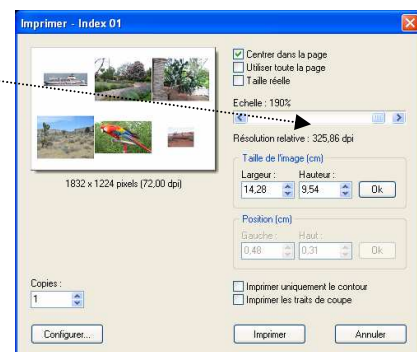 Imprimer - Index 01
Centrer dans la page
Utiliser toute la page
Taille réelle
Echelle : 190%
Résolution relative : 325,86 dpi
1832 x 1224 pixels (72,00 dpi)
Taille de l'image (cm)
Largeur : Hauteur :
14,28 9,54 Ok
Position (cm)
Gauche : Haut :
0,48 0,31 Ok
Copies :
1
Imprimer uniquement le contour
Imprimer les traits de coupe
Configurer... Imprimer Annuler